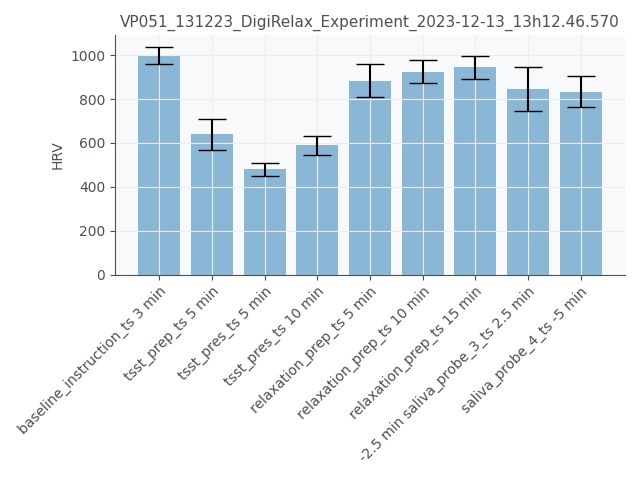 VP051_131223_DigiRelax_Experiment_2023-12-13_13h12.46.570
HRV
1000
800
600
400
200
0
baseline_instruction_ts 3 min
tsst_prep_ts 5 min
tsst_pres_ts 5 min
tsst_pres_ts 10 min
relaxation_prep_ts 5 min
relaxation_prep_ts 10 min
relaxation_prep_ts 15 min
-2.5 min saliva_probe_3_ts 2.5 min
saliva_probe_4_ts -5 min